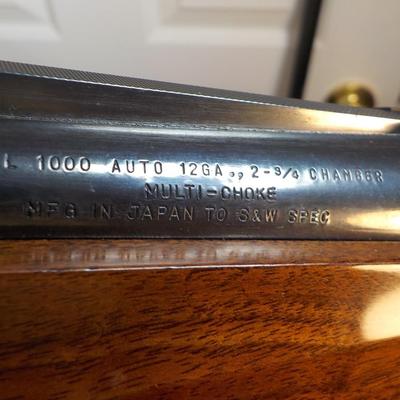 L 1000 AUTO 12GA., 2-3/4 CHAMBER
MULTI-CHOKE
MFG IN JAPAN TO S&W SPEC